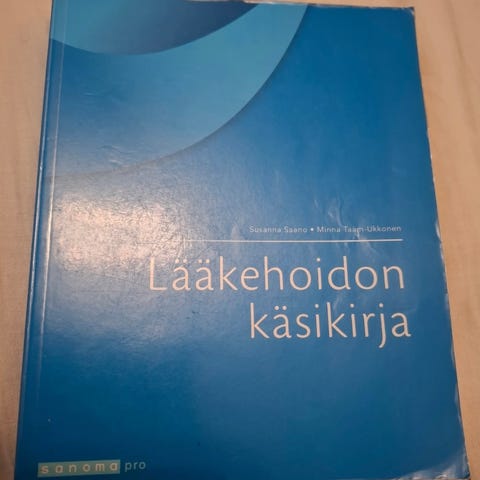 Susanna Saano • Minna Taam-Ukkonen
Lääkehoidon
käsikirja
sanoma pro